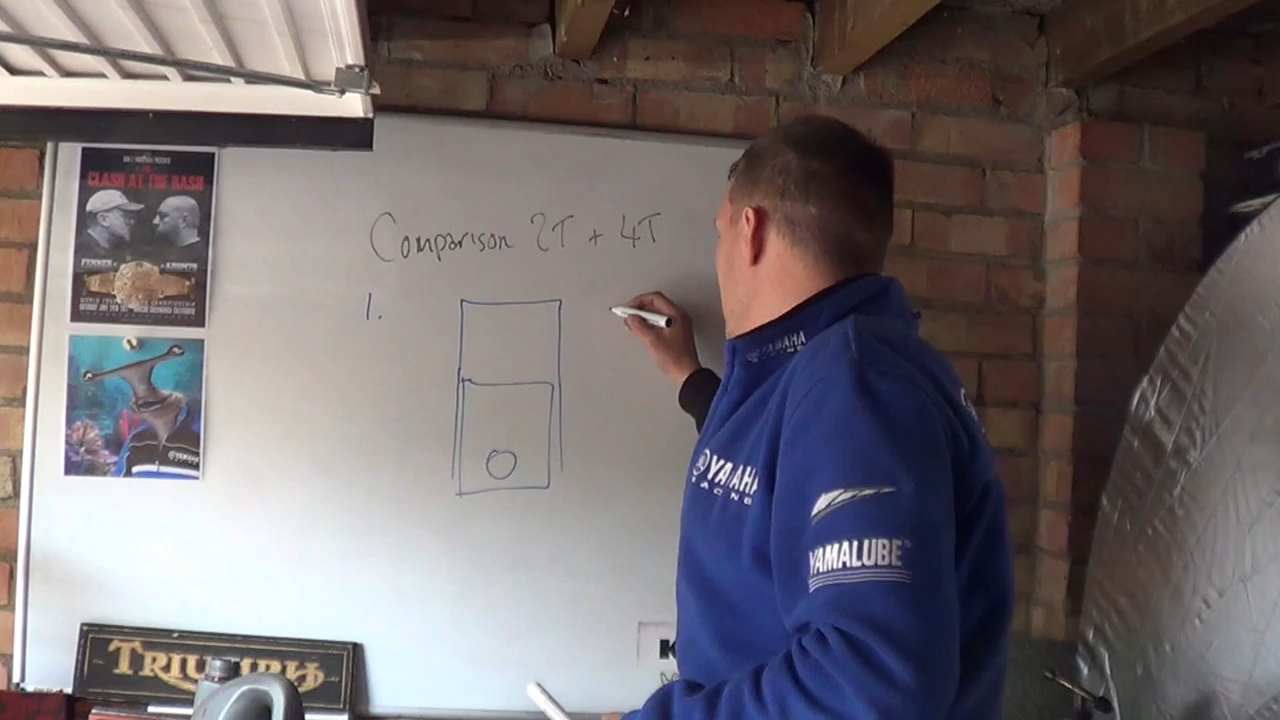 CLASH AT THE BASH
Comparison 2T + 4T
1.
YAMAHA
YAMAHA
RACING
YAMALUBE
TRIUMPH
K